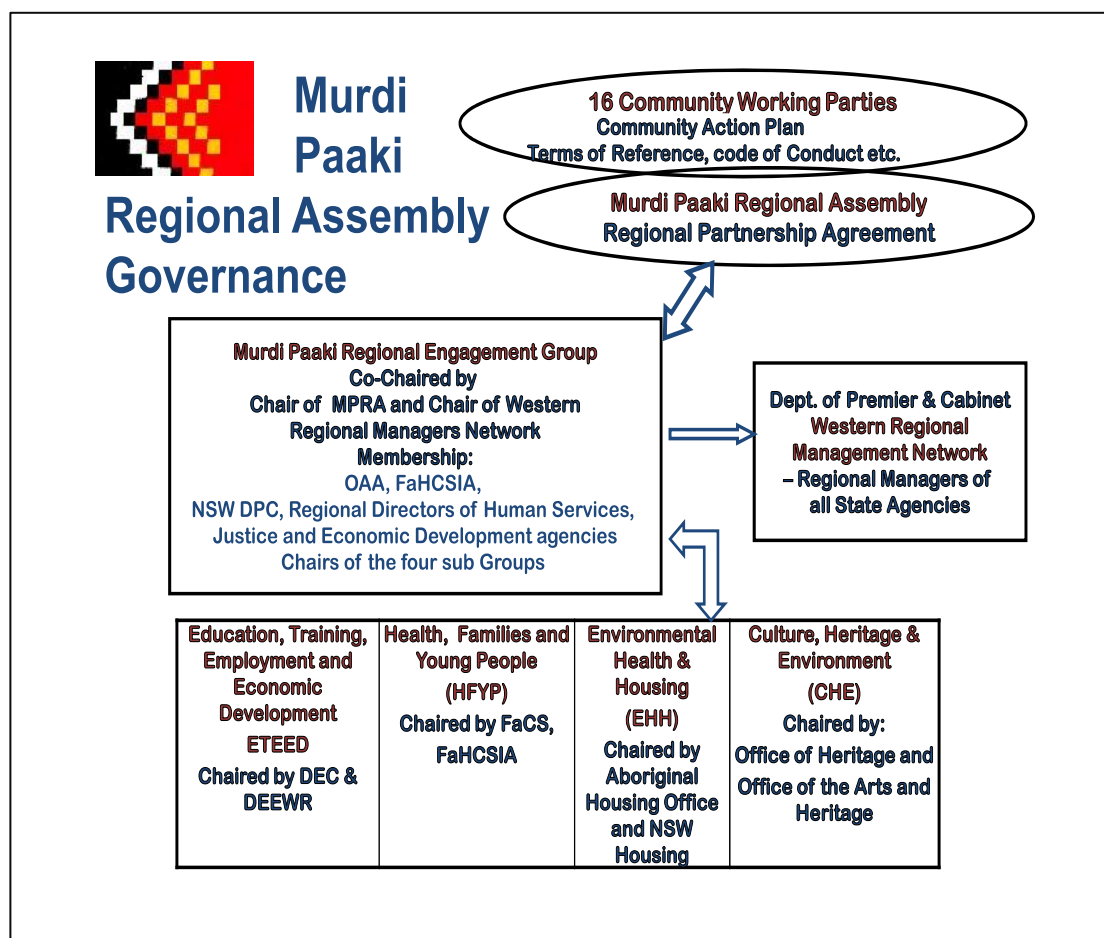 Murdi
Paaki
Regional Assembly
Governance
16 Community Working Parties
Community Action Plan
Terms of Reference, code of Conduct etc.
Murdi Paaki Regional Assembly
Regional Partnership Agreement
Murdi Paaki Regional Engagement Group
Co-Chaired by
Chair of MPRA and Chair of Western
Regional Managers Network
Membership:
OAA, FaHCSIA,
NSW DPC, Regional Directors of Human Services,
Justice and Economic Development agencies
Chairs of the four sub Groups
Dept. of Premier & Cabinet
Western Regional
Management Network
– Regional Managers of
all State Agencies
Education, Training,
Employment and
Economic
Development
ETEED
Chaired by DEC &
DEEWR
Health, Families and
Young People
(HFYP)
Chaired by FaCS,
FaHCSIA
Environmental
Health &
Housing
(EHH)
Chaired by
Aboriginal
Housing Office
and NSW
Housing
Culture, Heritage &
Environment
(CHE)
Chaired by:
Office of Heritage and
Office of the Arts and
Heritage